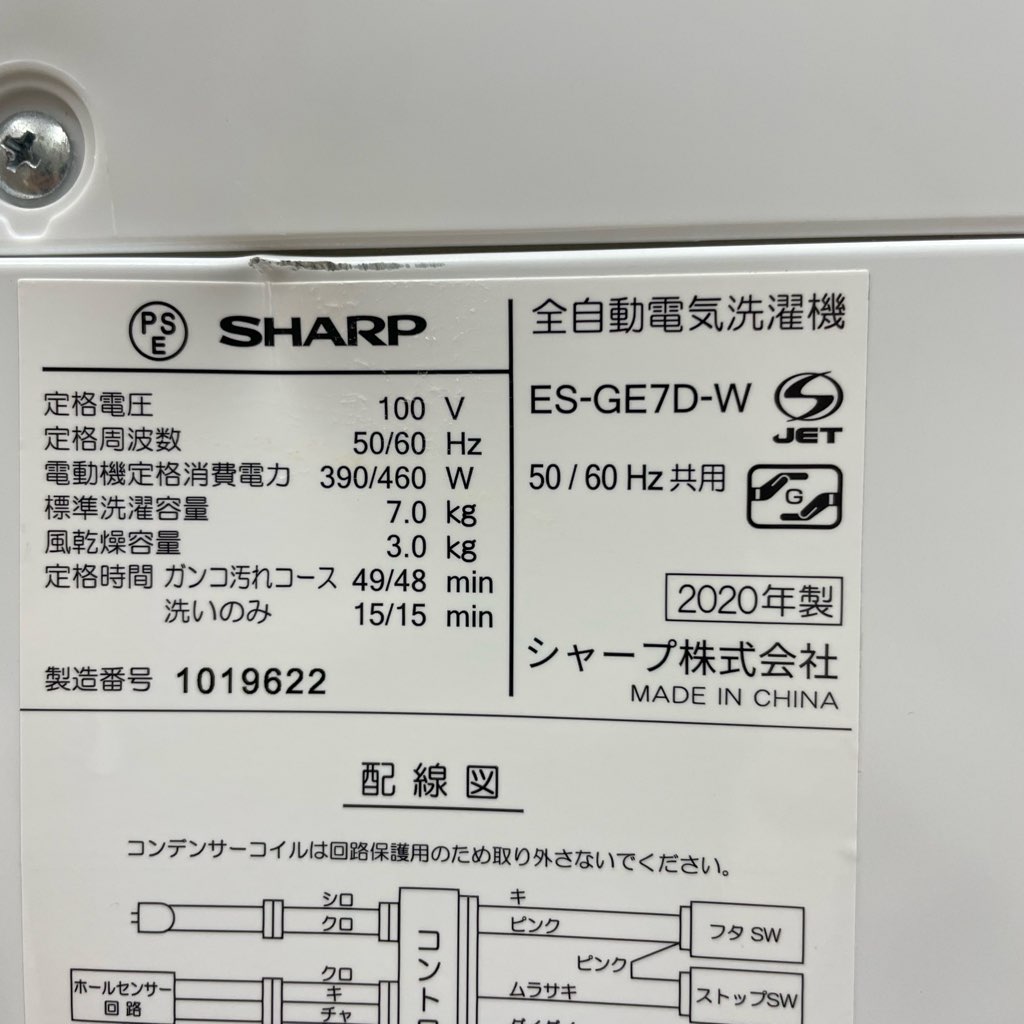 PSE SHARP
定格電圧 100 V
定格周波数 50/60 Hz
電動機定格消費電力 390/460 W
標準洗濯容量 7.0 kg
風乾燥容量 3.0 kg
定格時間 ガンコ汚れコース 49/48 min
洗いのみ 15/15 min
製造番号 1019622
全自動電気洗濯機
ES-GE7D-W
S JET
50/60 Hz 共用
G
2020年製
シャープ株式会社
MADE IN CHINA
配線図
コンデンサーコイルは回路保護用のため取り外さないでください。
シロ
クロ
キ
ピンク
フタ SW
ピンク
クロ
キ
チャ
ホールセンサー
回路
コント
ムラサキ
ストップSW